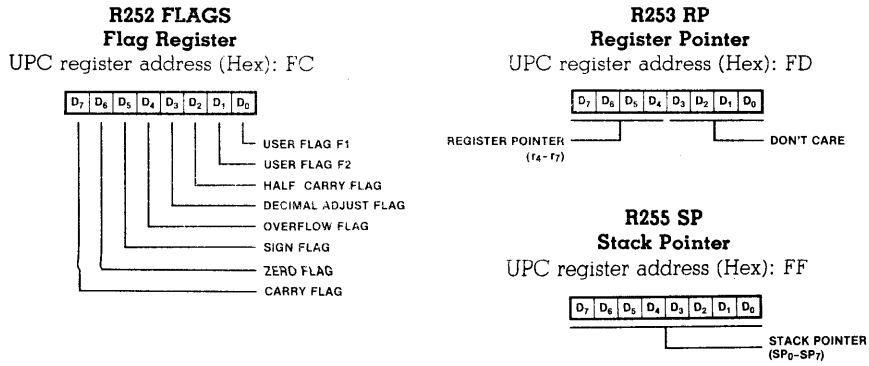 R252 FLAGS
Flag Register
UPC register address (Hex): FC
D7 D6 D5 D4 D3 D2 D1 D0
USER FLAG F1
USER FLAG F2
HALF CARRY FLAG
DECIMAL ADJUST FLAG
OVERFLOW FLAG
SIGN FLAG
ZERO FLAG
CARRY FLAG
R253 RP
Register Pointer
UPC register address (Hex): FD
D7 D6 D5 D4 D3 D2 D1 D0
REGISTER POINTER
(r4-r7)
DON'T CARE
R255 SP
Stack Pointer
UPC register address (Hex): FF
D7 D6 D5 D4 D3 D2 D1 D0
STACK POINTER
(SP0-SP7)